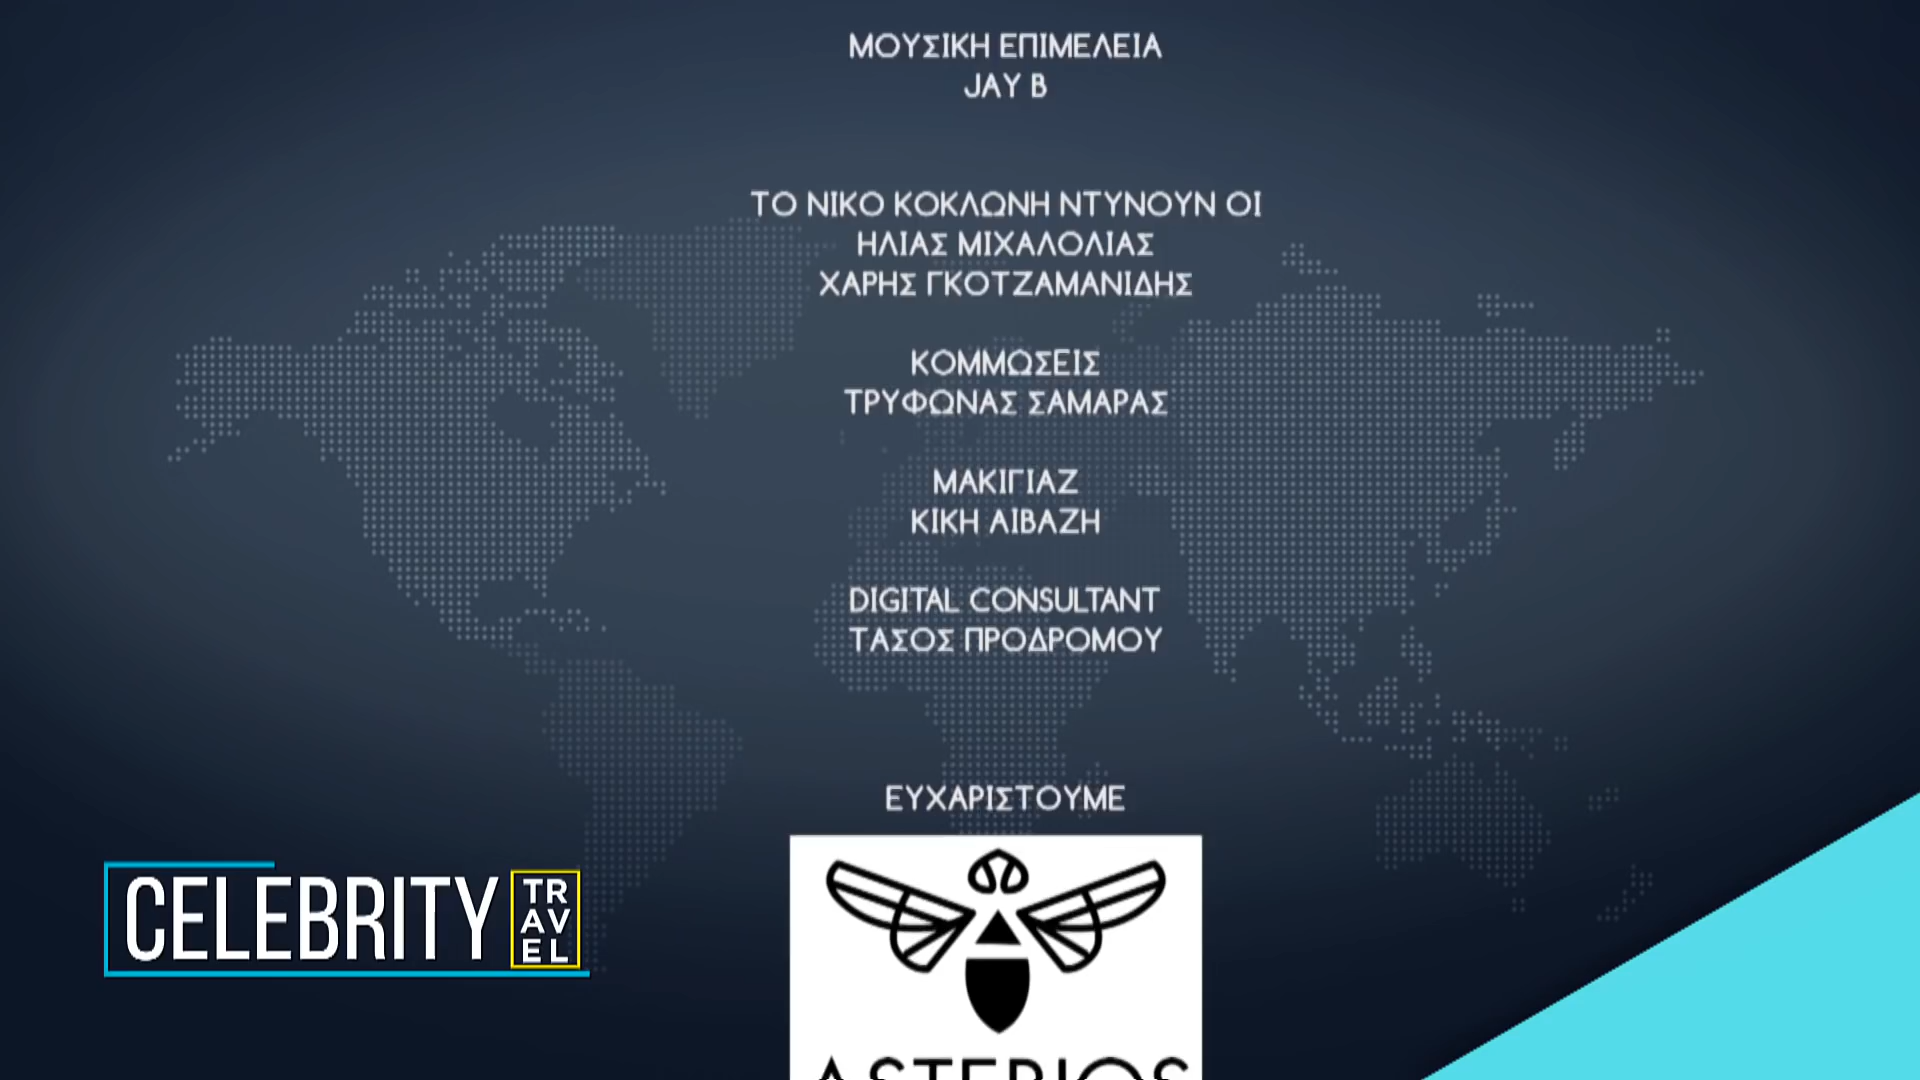 ΜΟΥΣΙΚΗ ΕΠΙΜΕΛΕΙΑ
JAY B
ΤΟ ΝΙΚΟ ΚΟΚΛΩΝΗ ΝΤΥΝΟΥΝ ΟΙ
ΗΛΙΑΣ ΜΙΧΑΛΟΛΙΑΣ
ΧΑΡΗΣ ΓΚΟΤΖΑΜΑΝΙΔΗΣ
ΚΟΜΜΩΣΕΙΣ
ΤΡΥΦΩΝΑΣ ΣΑΜΑΡΑΣ
ΜΑΚΙΓΙΑΖ
ΚΙΚΗ ΑΙΒΑΖΗ
DIGITAL CONSULTANT
ΤΑΣΟΣ ΠΡΟΔΡΟΜΟΥ
ΕΥΧΑΡΙΣΤΟΥΜΕ
CELEBRITY
TR
AV
EL
ASTERIOS